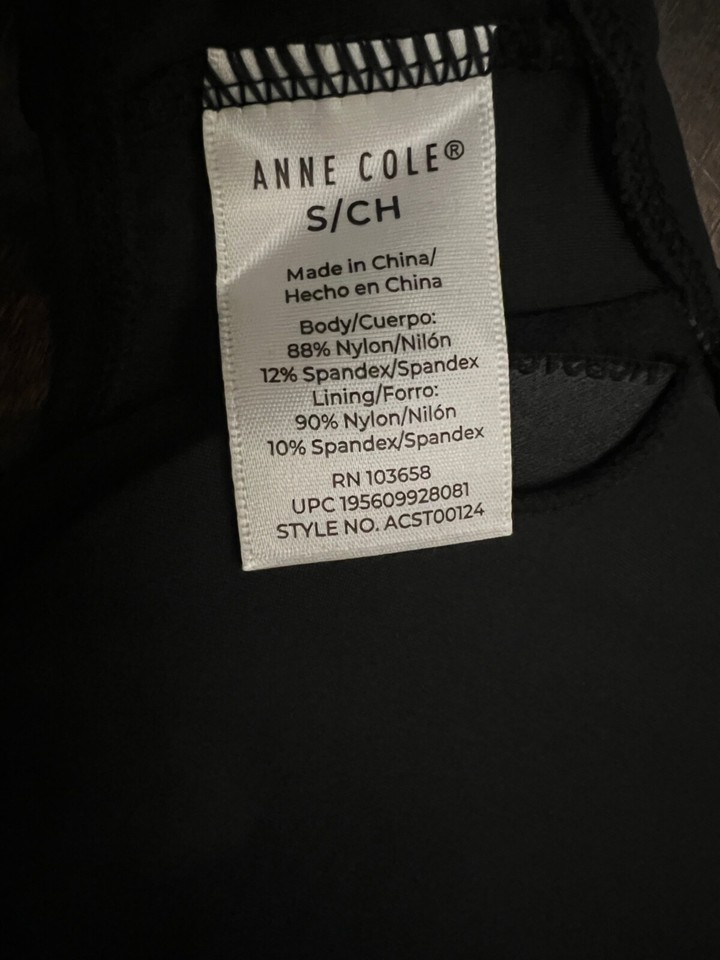 ANNE COLE®
S/CH
Made in China/
Hecho en China
Body/Cuerpo:
88% Nylon/Nilón
12% Spandex/Spandex
Lining/Forro:
90% Nylon/Nilón
10% Spandex/Spandex
RN 103658
UPC 195609928081
STYLE NO. ACST00124